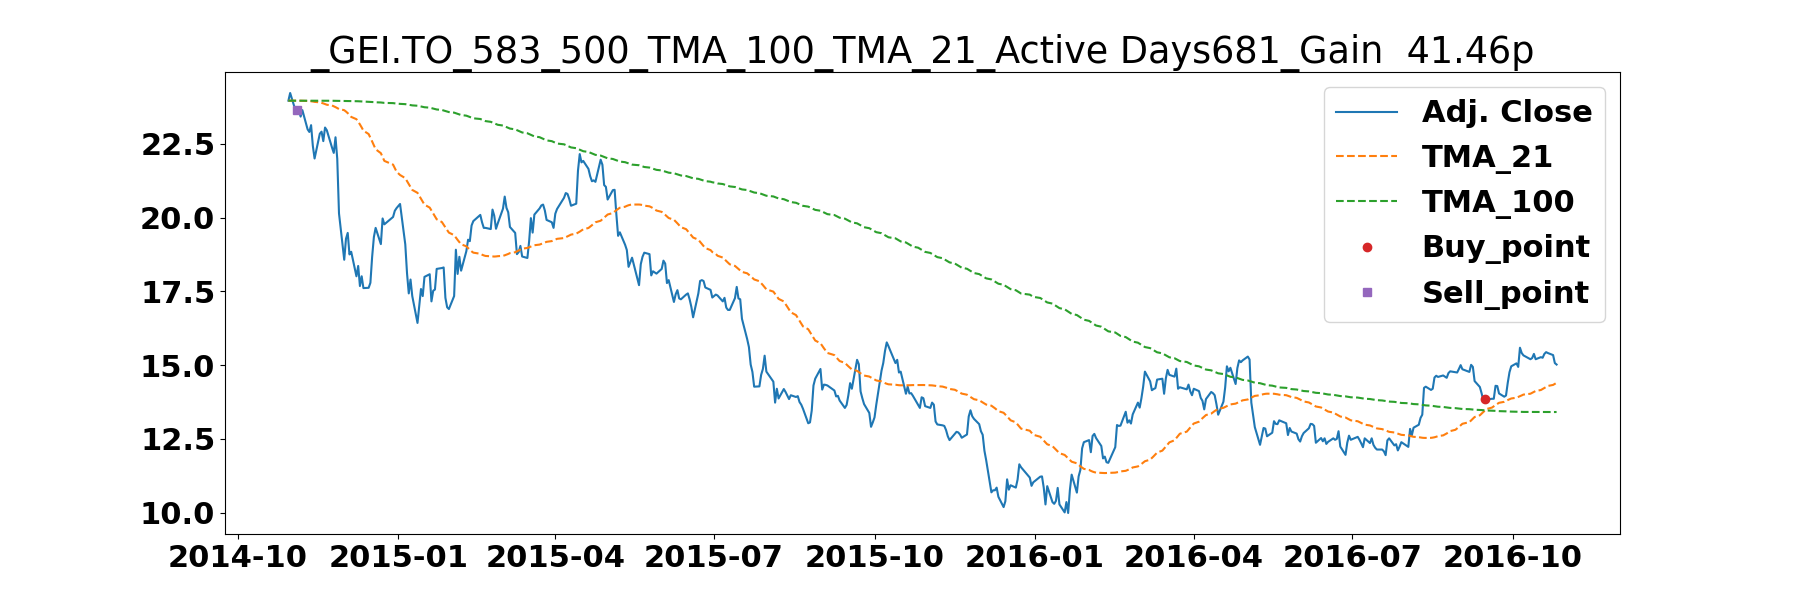 _GEI.TO_583_500_TMA_100_TMA_21_Active Days681_Gain  41.46p
Adj. Close
TMA_21
TMA_100
Buy_point
Sell_point
22.5
20.0
17.5
15.0
12.5
10.0
2014-10 2015-01 2015-04 2015-07 2015-10 2016-01 2016-04 2016-07 2016-10